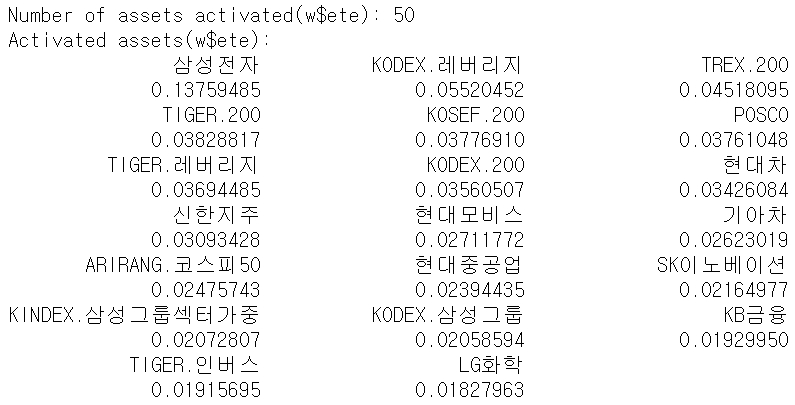 Number of assets activated(w$ete): 50
Activated assets(w$ete):
삼성전자 KODEX.레버리지 TREX.200
0.13759485 0.05520452 0.04518095
TIGER.200 KOSEF.200 POSCO
0.03828817 0.03776910 0.03761048
TIGER.레버리지 KODEX.200 현대차
0.03694485 0.03560507 0.03426084
신한지주 현대모비스 기아차
0.03093428 0.02711772 0.02623019
ARIRANG.코스피50 현대중공업 SK이노베이션
0.02475743 0.02394435 0.02164977
KINDEX.삼성그룹섹터가중 KODEX.삼성그룹 KB금융
0.02072807 0.02058594 0.01929950
TIGER.인버스 LG화학
0.01915695 0.01827963